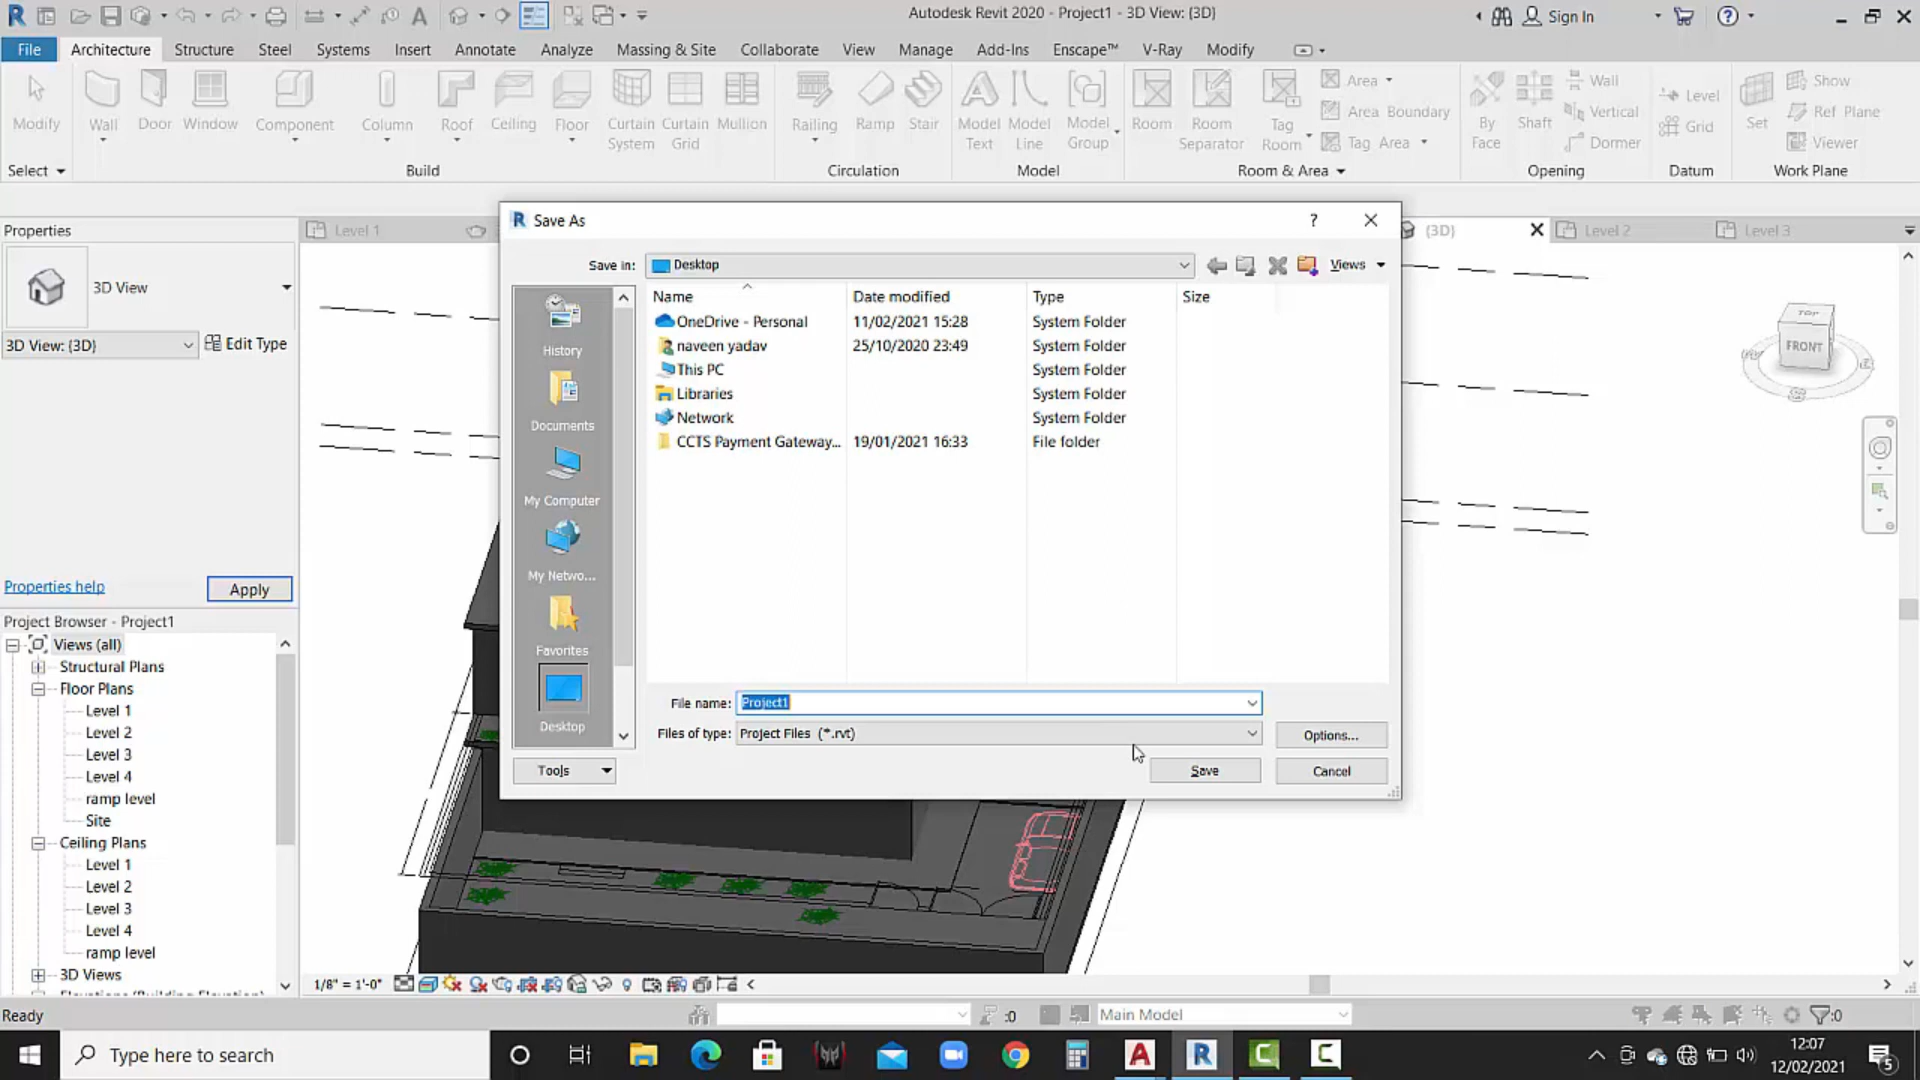 Autodesk Revit 2020 - Project1 - 3D View: {3D}
Sign In
File Architecture Structure Steel Systems Insert Annotate Analyze Massing & Site Collaborate View Manage Add-Ins Enscape™ V-Ray Modify
Modify Wall Door Window Component Column Roof Ceiling Floor Curtain System Curtain Grid Mullion Railing Ramp Stair Model Text Model Line Model Group Room Room Separator Tag Room
Area
Area Boundary
Tag Area
By Face Shaft
Wall
Vertical
Dormer
Level
Grid
Set
Show
Ref Plane
Viewer
Select Build Circulation Model Room & Area Opening Datum Work Plane
Properties
Level 1
{3D}
Level 2
Level 3
3D View
3D View: {3D}
Edit Type
Properties help
Apply
Project Browser - Project1
Views (all)
Structural Plans
Floor Plans
Level 1
Level 2
Level 3
Level 4
ramp level
Site
Ceiling Plans
Level 1
Level 2
Level 3
Level 4
ramp level
3D Views
Elevations (Building Elevation)
R Save As ?
Save in: Desktop Views
Name Date modified Type Size
OneDrive - Personal 11/02/2021 15:28 System Folder
naveen yadav 25/10/2020 23:49 System Folder
This PC System Folder
Libraries System Folder
Network System Folder
CCTS Payment Gateway... 19/01/2021 16:33 File folder
History
Documents
My Computer
My Netwo...
Favorites
Desktop
File name: Project1
Files of type: Project Files (*.rvt)
Options...
Tools
Save
Cancel
TOP
FRONT
1/8" = 1'-0"
Ready
:0
Main Model
:0
Type here to search
12:07
12/02/2021
5